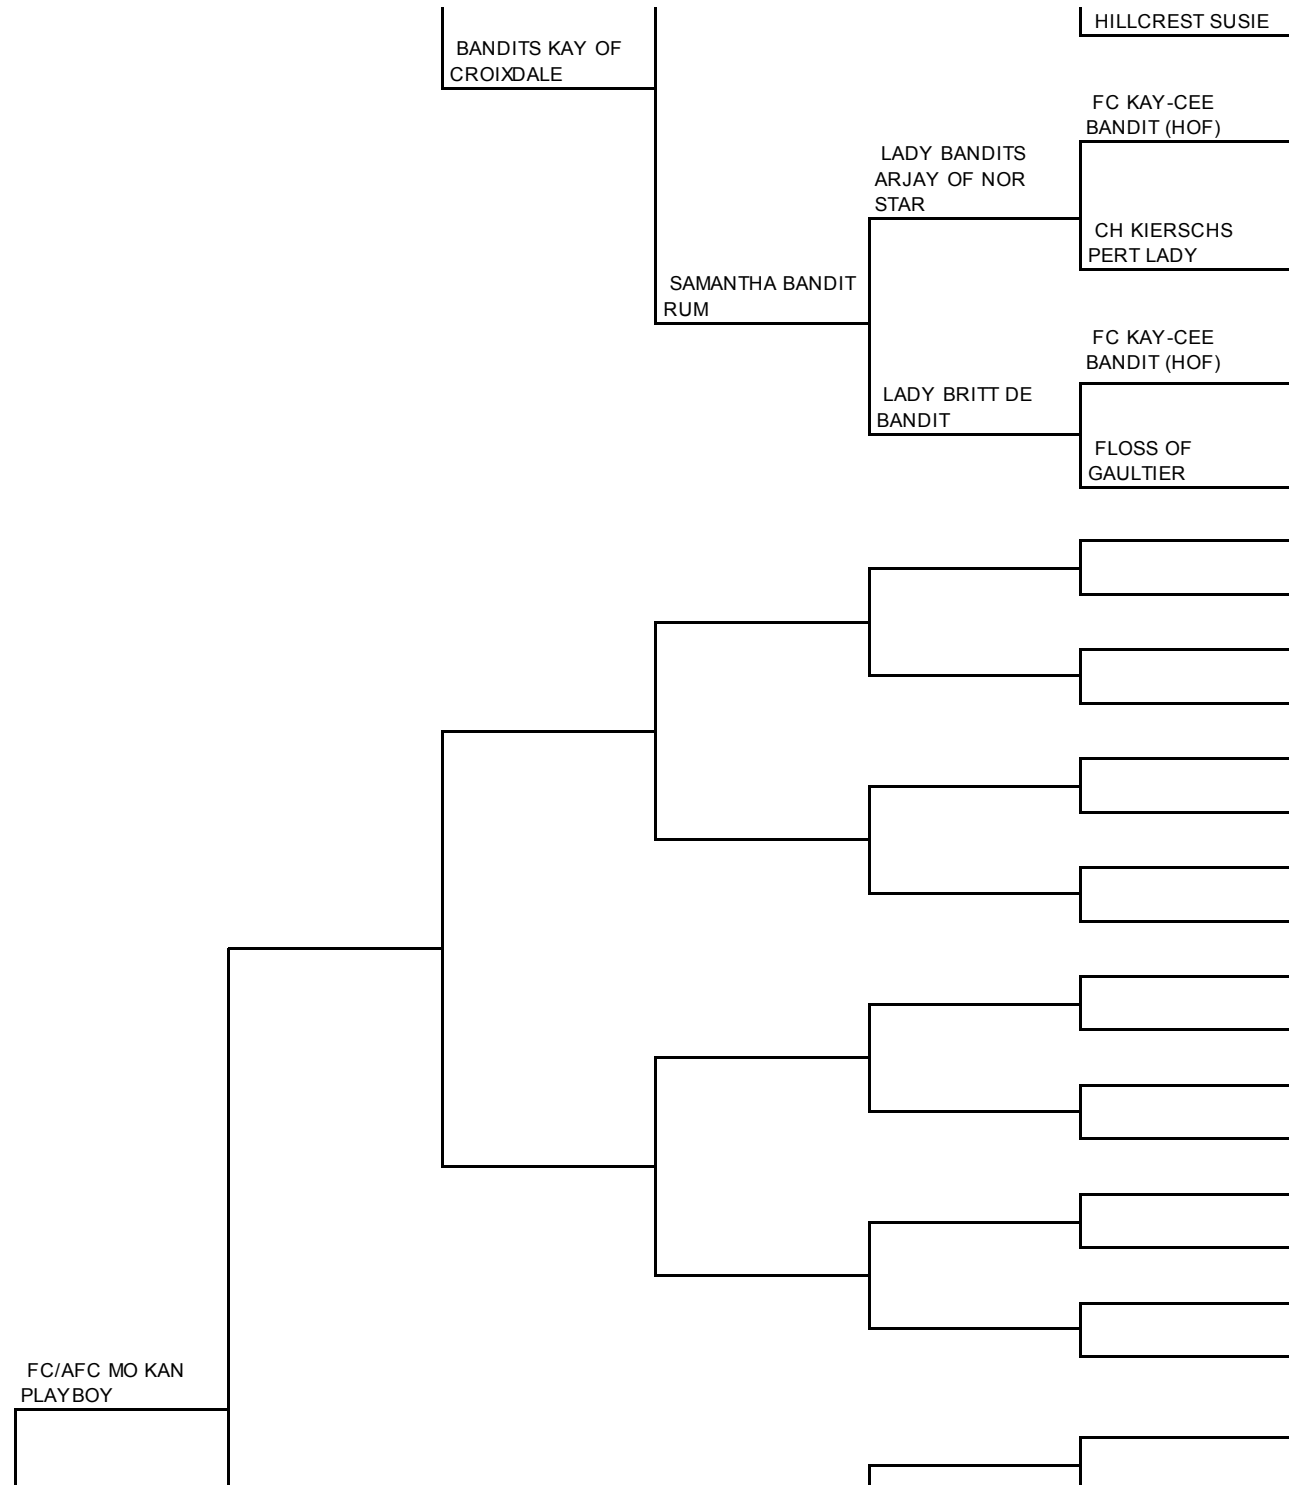 HILLCREST SUSIE
BANDITS KAY OF
CROIXDALE
FC KAY-CEE
BANDIT (HOF)
LADY BANDITS
ARJAY OF NOR
STAR
CH KIERSCHS
PERT LADY
SAMANTHA BANDIT
RUM
FC KAY-CEE
BANDIT (HOF)
LADY BRITT DE
BANDIT
FLOSS OF
GAULTIER
FC/AFC MO KAN
PLAYBOY